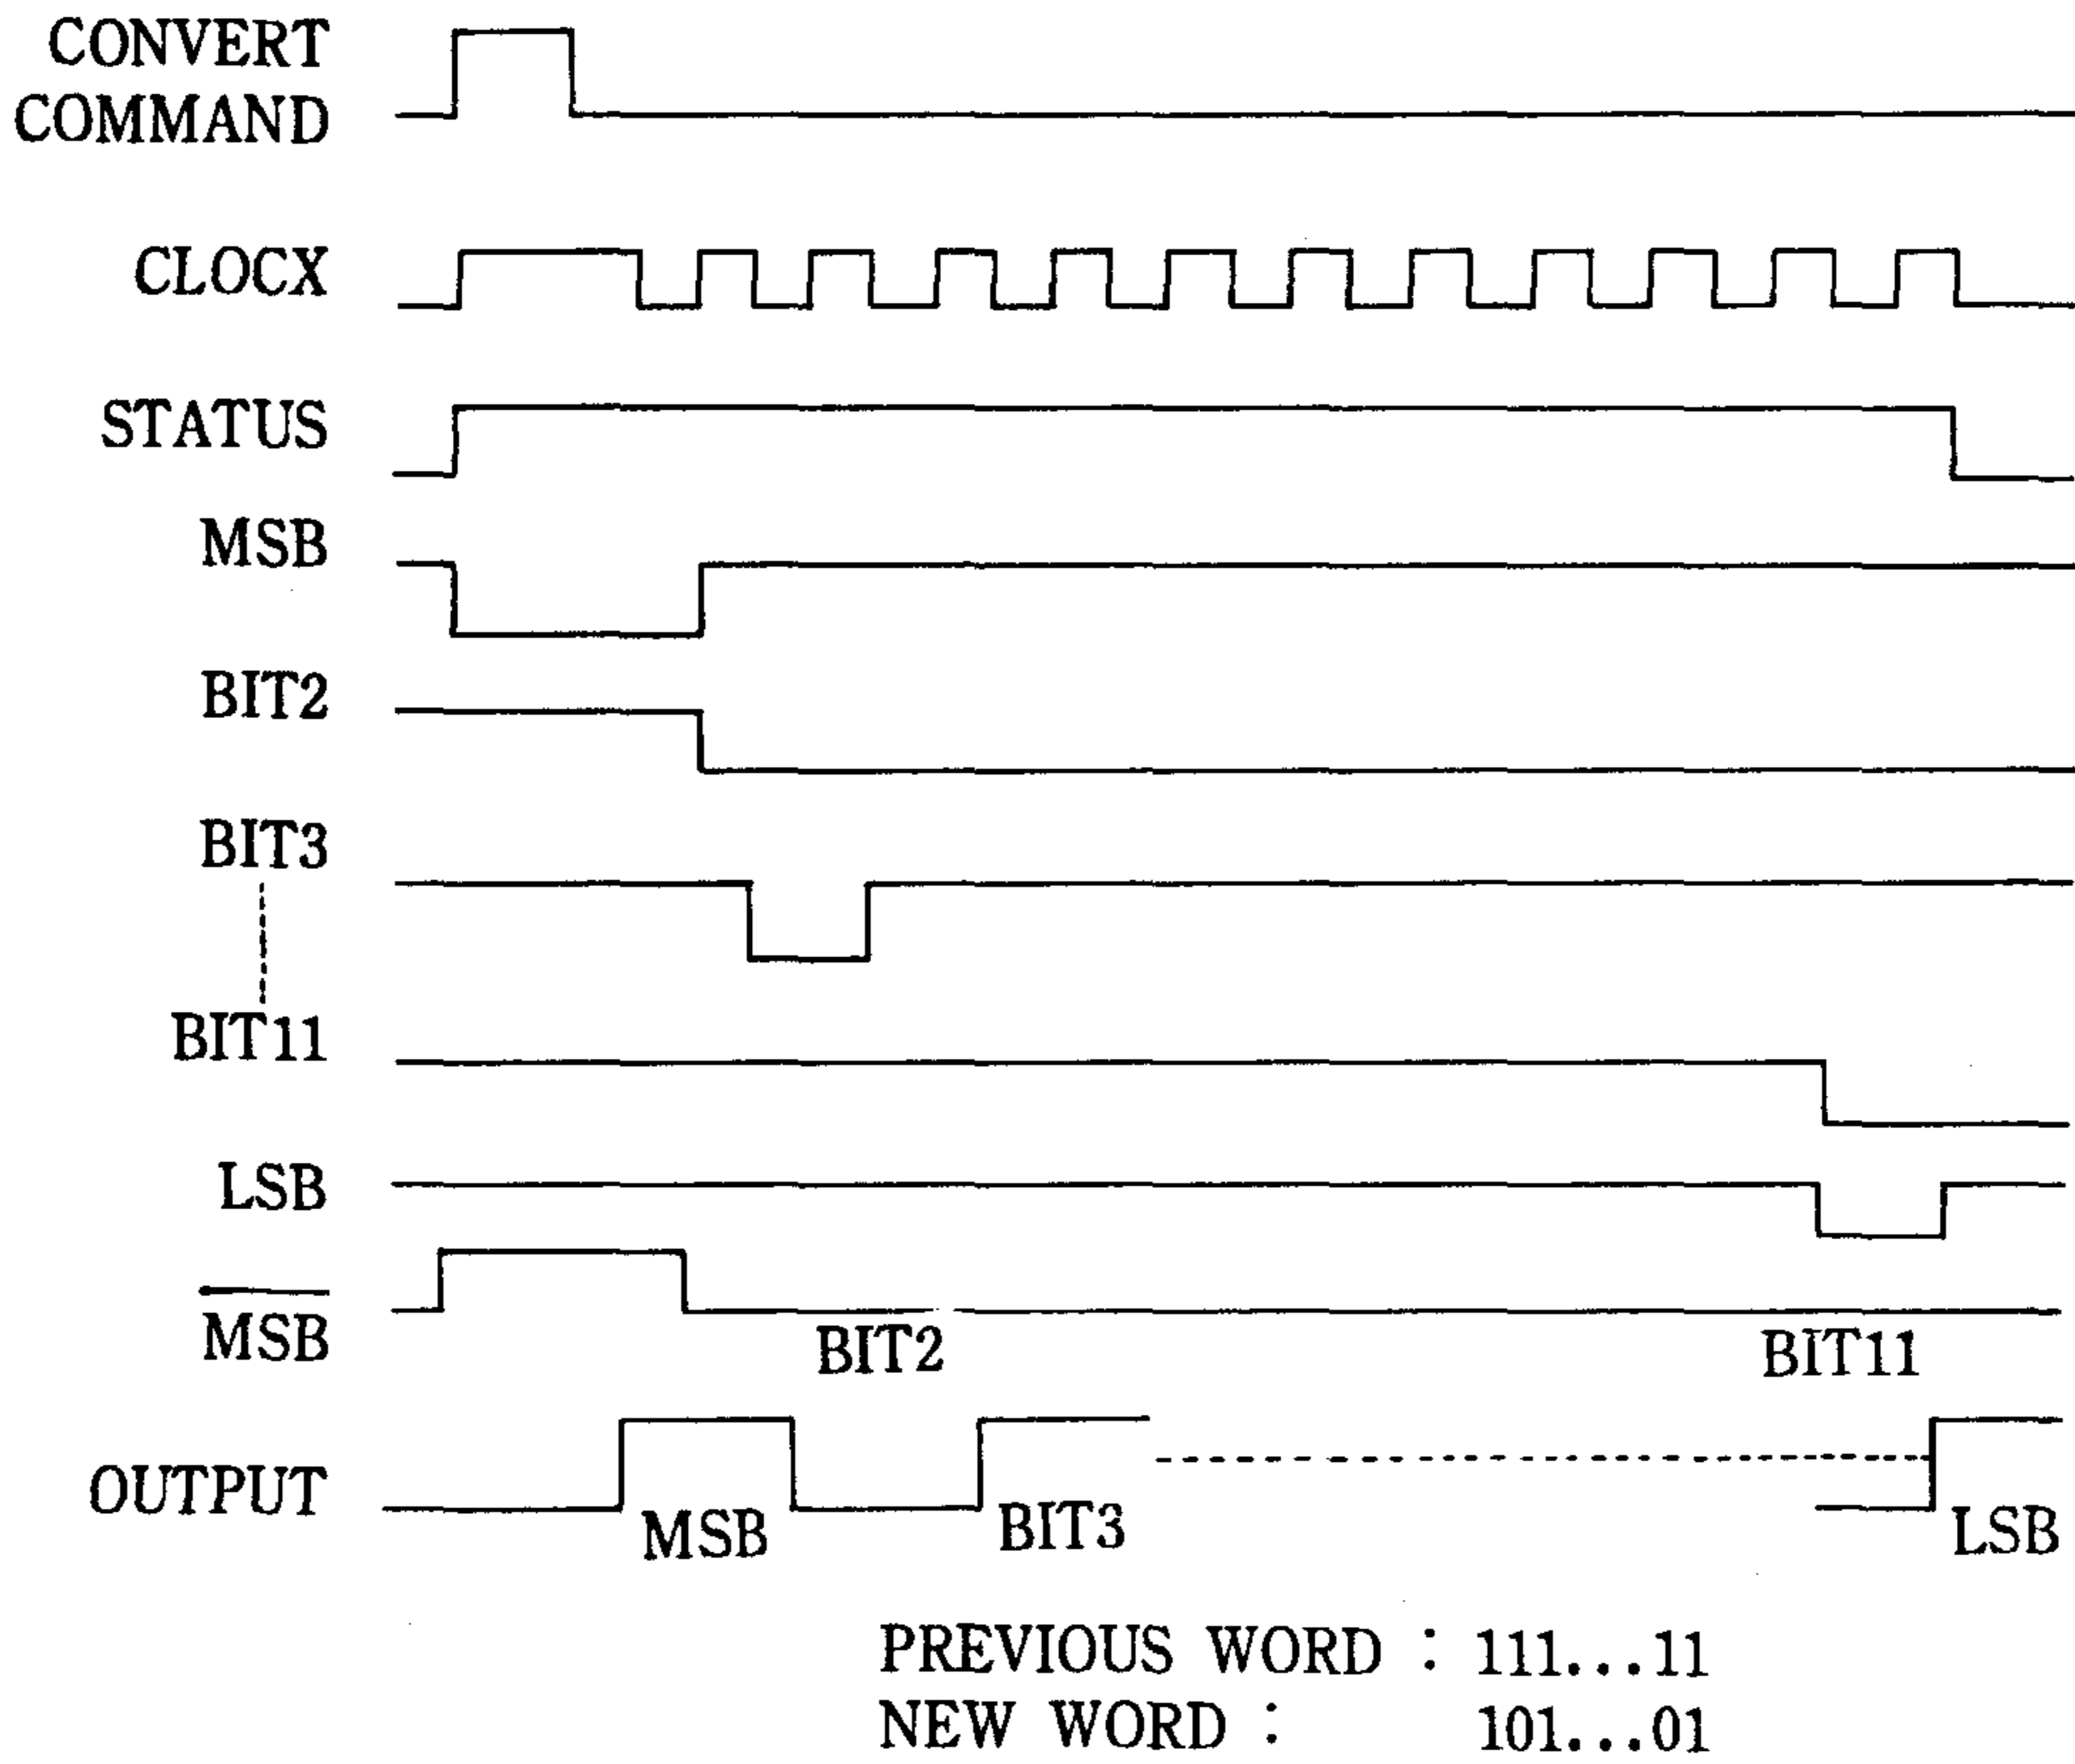 CONVERT
COMMAND
CLOCX
STATUS
MSB
BIT2
BIT3
BIT11
LSB
MSB
BIT2
BIT11
OUTPUT
MSB
BIT3
LSB
PREVIOUS WORD : 111...11
NEW WORD : 101...01